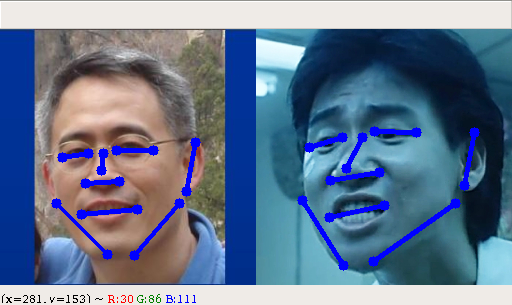 (x=281, y=153) ~ R:30 G:86 B:111